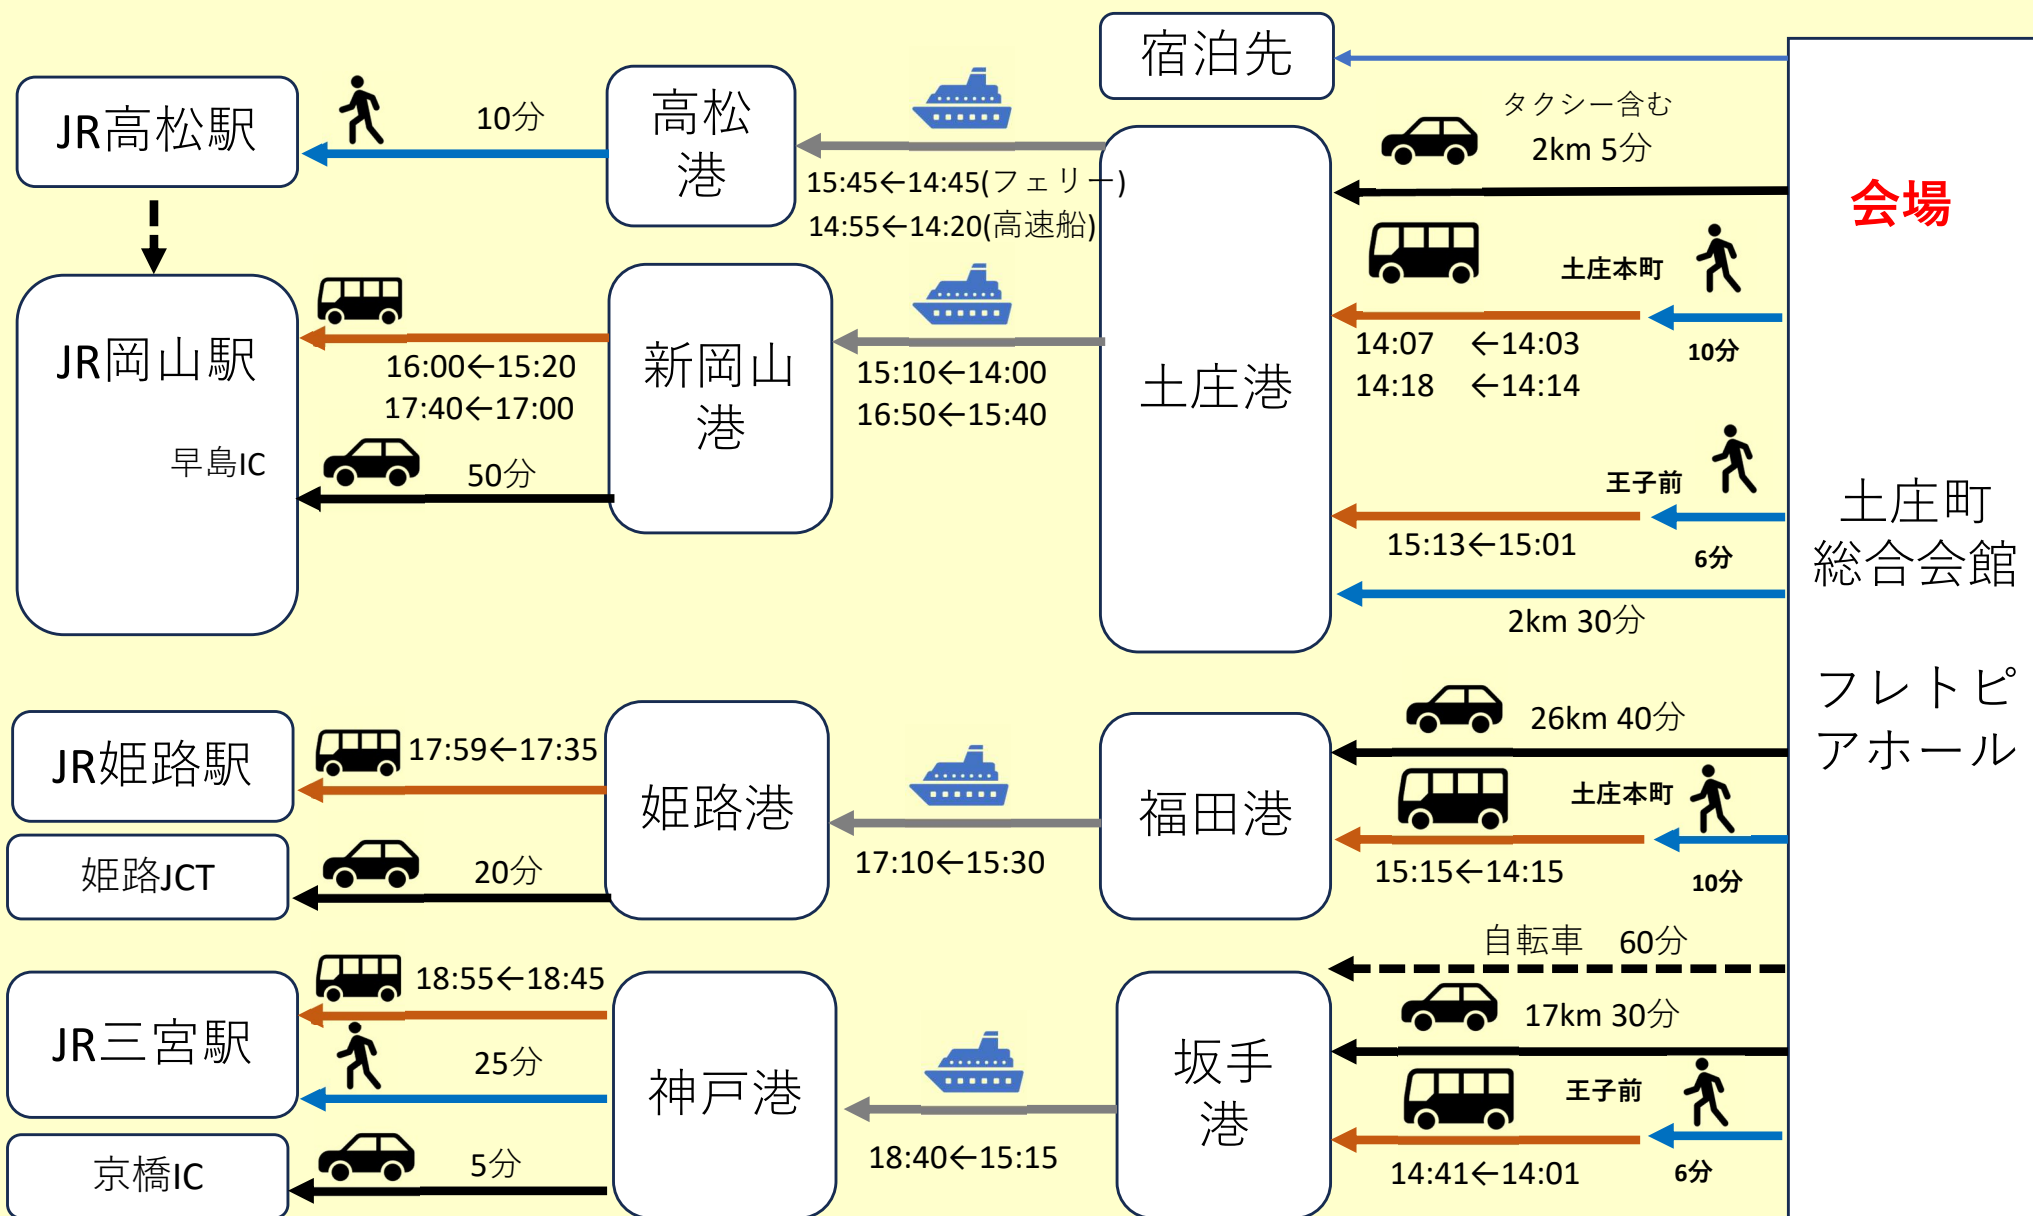 宿泊先
JR高松駅
10分
高松
港
15:45←14:45(フェリー)
14:55←14:20(高速船)
タクシー含む
2km 5分
会場
土庄本町
14:07 ←14:03
14:18 ←14:14
10分
JR岡山駅
早島IC
16:00←15:20
17:40←17:00
50分
新岡山
港
15:10←14:00
16:50←15:40
土庄港
王子前
15:13←15:01
6分
2km 30分
土庄町
総合会館
フレトピ
アホール
JR姫路駅
17:59←17:35
姫路JCT
20分
姫路港
17:10←15:30
福田港
26km 40分
土庄本町
15:15←14:15
10分
JR三宮駅
18:55←18:45
25分
京橋IC
5分
神戸港
18:40←15:15
坂手
港
自転車 60分
17km 30分
王子前
14:41←14:01
6分